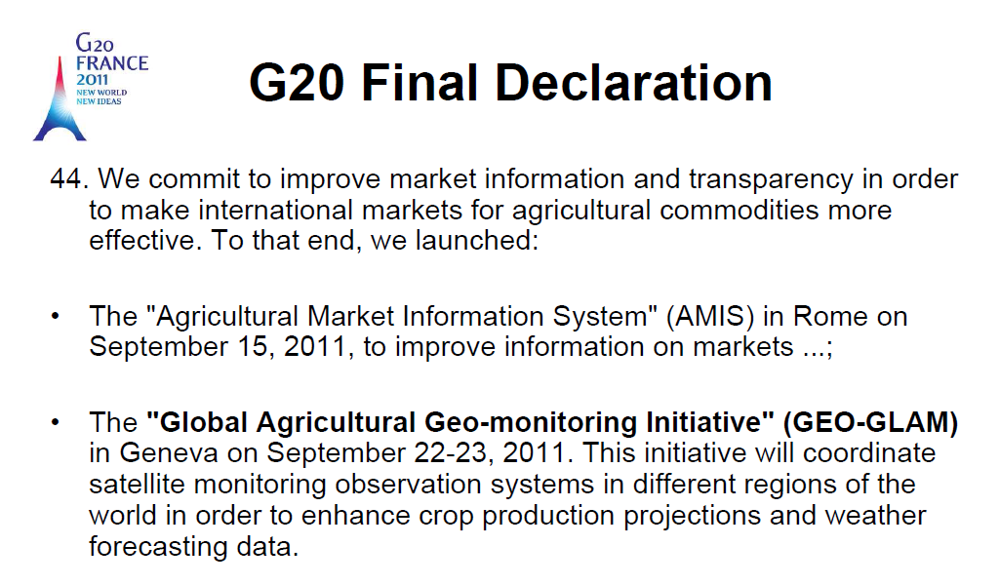 G20
FRANCE
2011
NEW WORLD
NEW IDEAS
G20 Final Declaration
44. We commit to improve market information and transparency in order
to make international markets for agricultural commodities more
effective. To that end, we launched:
• The "Agricultural Market Information System" (AMIS) in Rome on
September 15, 2011, to improve information on markets ...;
• The "Global Agricultural Geo-monitoring Initiative" (GEO-GLAM)
in Geneva on September 22-23, 2011. This initiative will coordinate
satellite monitoring observation systems in different regions of the
world in order to enhance crop production projections and weather
forecasting data.